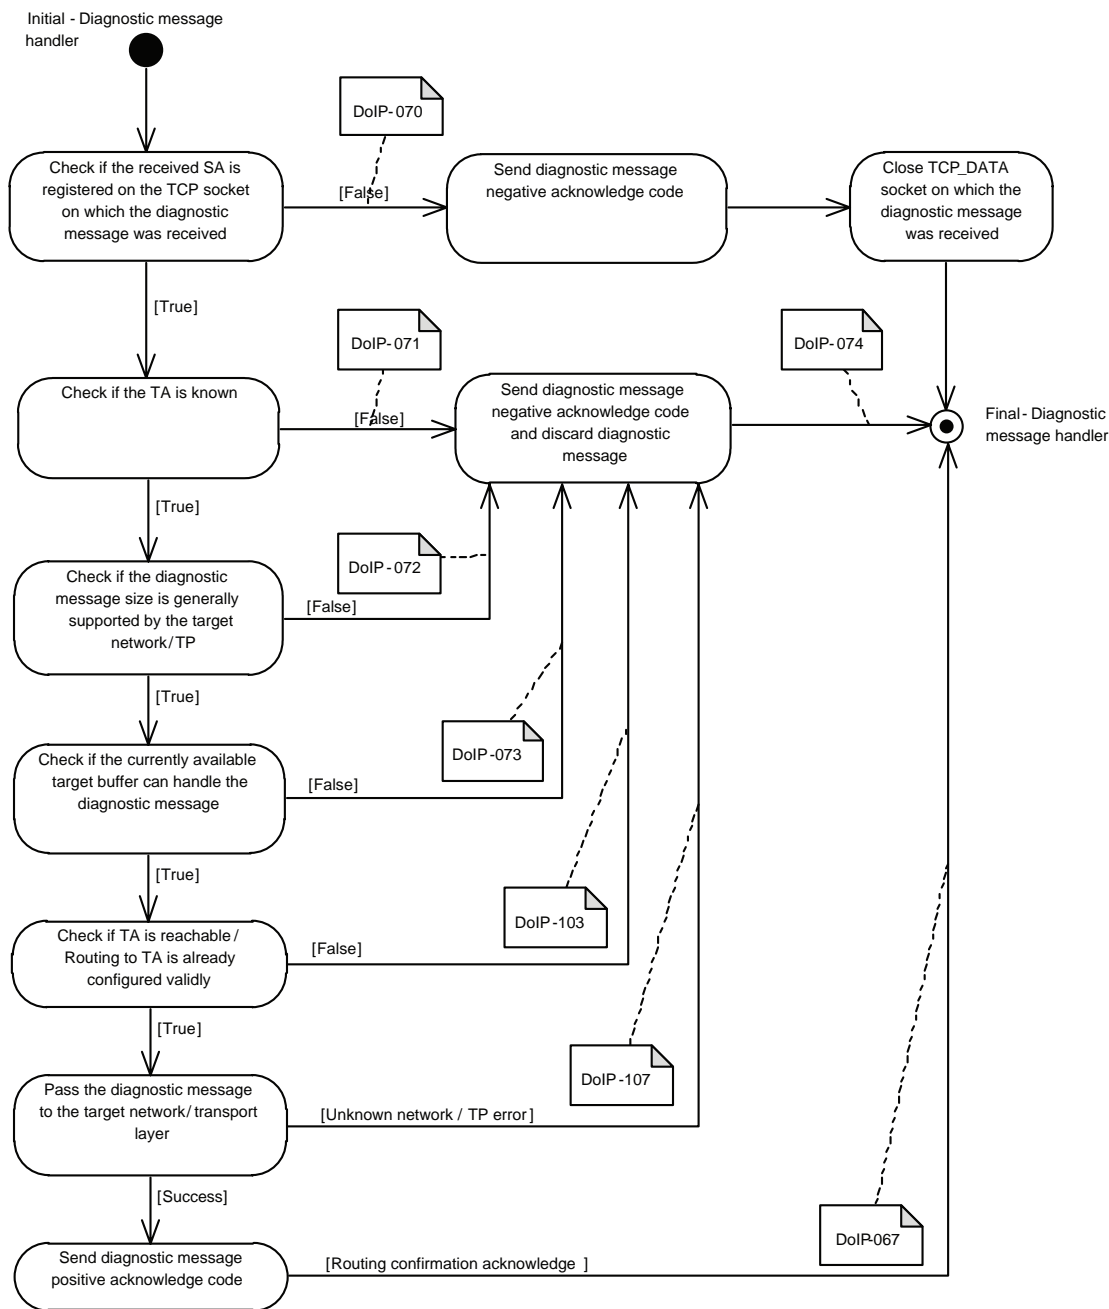 Initial - Diagnostic message
handler
DoIP-070
Check if the received SA is
registered on the TCP socket
on which the diagnostic
message was received
[False]
Send diagnostic message
negative acknowledge code
Close TCP_DATA
socket on which the
diagnostic message
was received
[True]
DoIP-071
DoIP-074
Check if the TA is known
[False]
Send diagnostic message
negative acknowledge code
and discard diagnostic
message
Final - Diagnostic
message handler
[True]
DoIP-072
Check if the diagnostic
message size is generally
supported by the target
network/TP
[False]
[True]
DoIP-073
Check if the currently available
target buffer can handle the
diagnostic message
[False]
[True]
DoIP-103
Check if TA is reachable/
Routing to TA is already
configured validly
[False]
[True]
DoIP-107
Pass the diagnostic message
to the target network/transport
layer
[Unknown network / TP error]
[Success]
DoIP-067
Send diagnostic message
positive acknowledge code
[Routing confirmation acknowledge ]